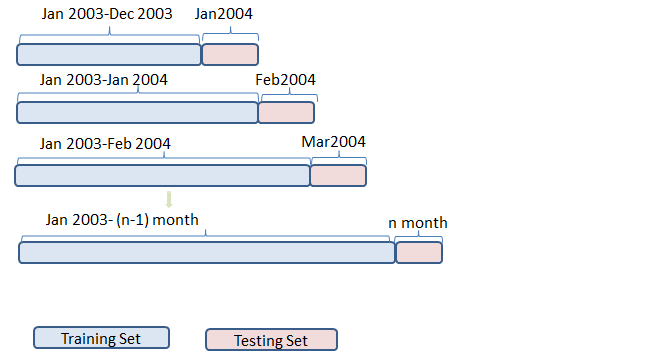 Jan 2003-Dec 2003 Jan2004
Jan 2003-Jan 2004 Feb2004
Jan 2003-Feb 2004 Mar2004
Jan 2003- (n-1) month n month
Training Set Testing Set